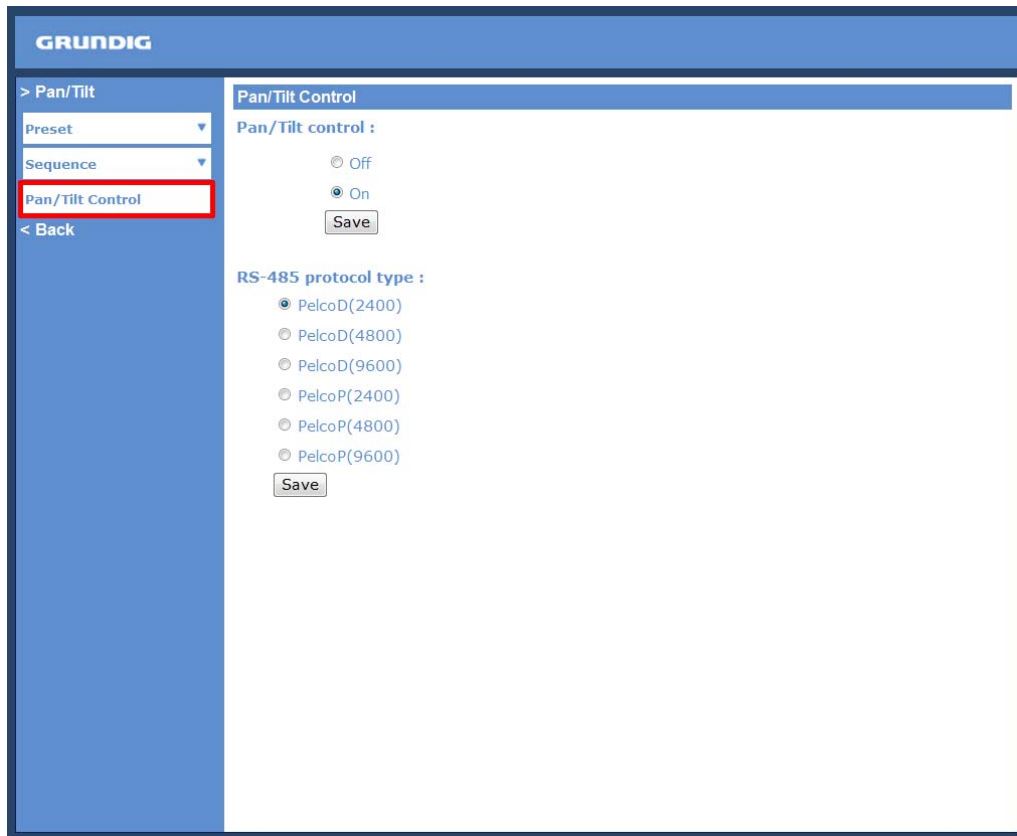 GRUNDIG
> Pan/Tilt
Preset
Sequence
Pan/Tilt Control
< Back
Pan/Tilt Control
Pan/Tilt control :
Off
On
Save
RS-485 protocol type :
PelcoD(2400)
PelcoD(4800)
PelcoD(9600)
PelcoP(2400)
PelcoP(4800)
PelcoP(9600)
Save